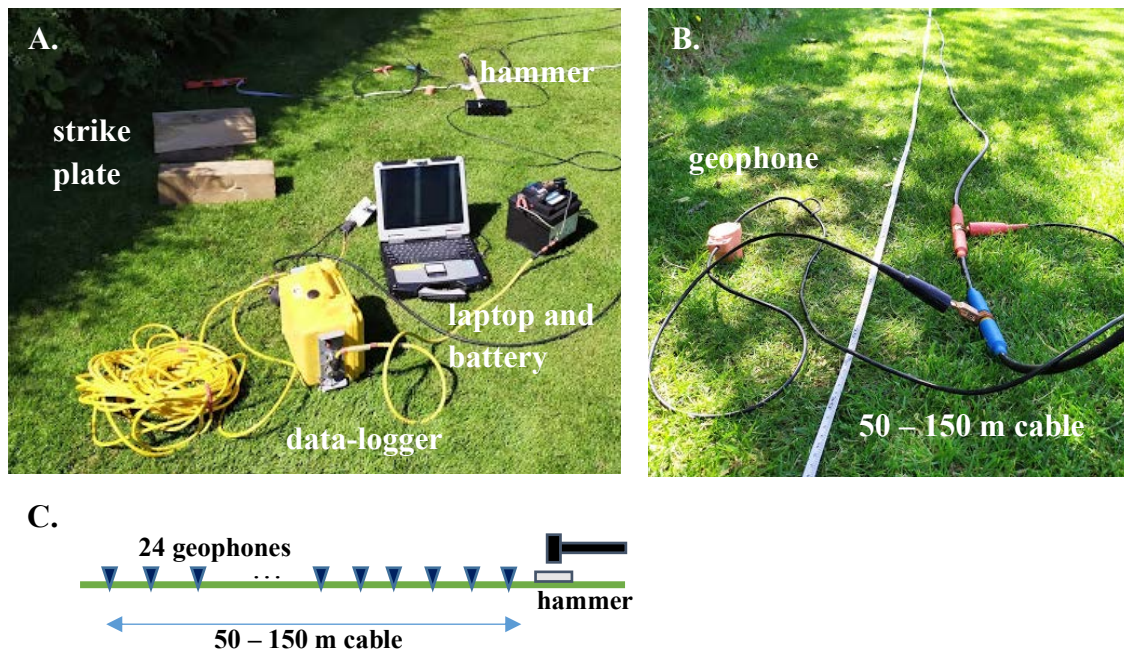 A.
hammer
strike
plate
laptop and
battery
data-logger
B.
geophone
50 – 150 m cable
C.
24 geophones
...
hammer
50 – 150 m cable